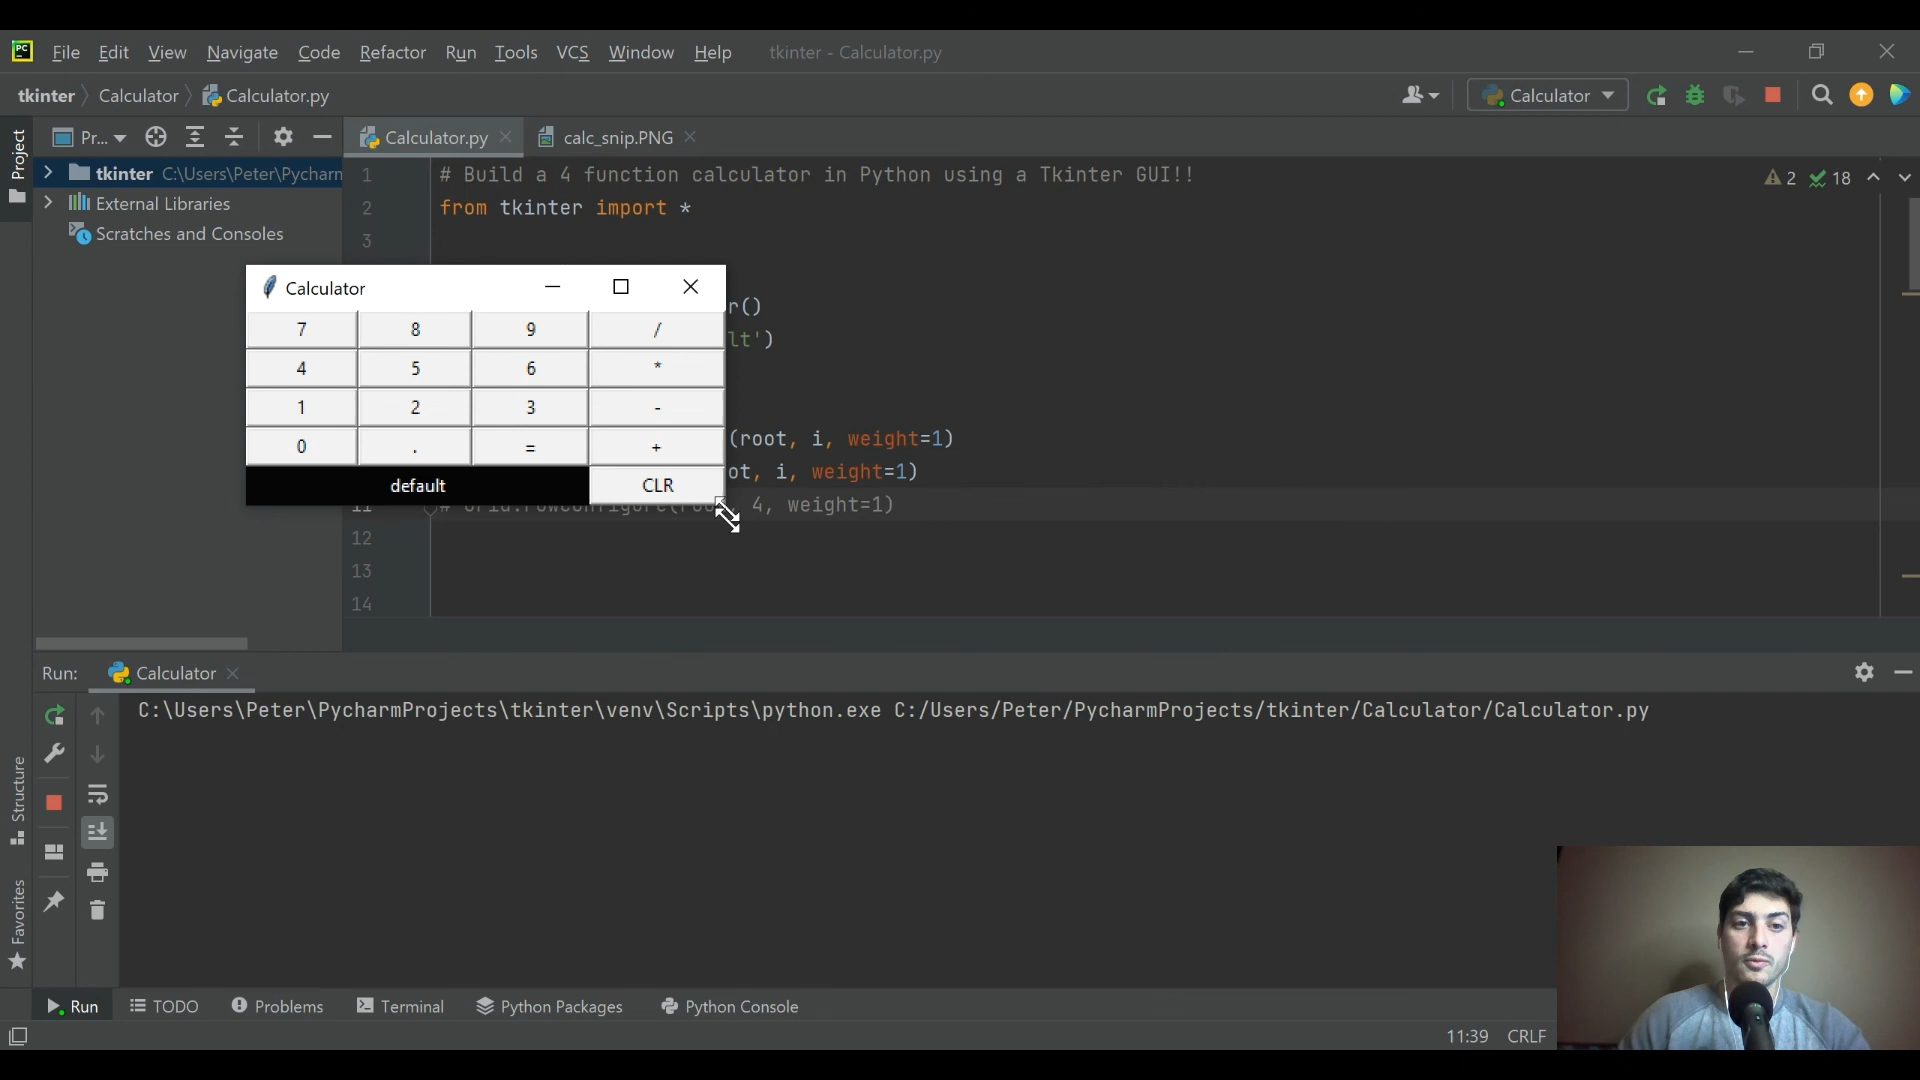 PC File Edit View Navigate Code Refactor Run Tools VCS Window Help tkinter - Calculator.py
tkinter Calculator Calculator.py Calculator
Project Pr... Calculator.py calc_snip.PNG
tkinter C:\Users\Peter\Pycharm
External Libraries
Scratches and Consoles
1 # Build a 4 function calculator in Python using a Tkinter GUI!! 2 18
2 from tkinter import *
3
Calculator
7 8 9 /
4 5 6 *
1 2 3 -
0 . = +
default CLR
r()
lt')
(root, i, weight=1)
ot, i, weight=1)
4, weight=1)
12
13
14
Run: Calculator
C:\Users\Peter\PycharmProjects\tkinter\venv\Scripts\python.exe C:/Users/Peter/PycharmProjects/tkinter/Calculator/Calculator.py
Structure
Favorites
Run TODO Problems Terminal Python Packages Python Console
11:39 CRLF